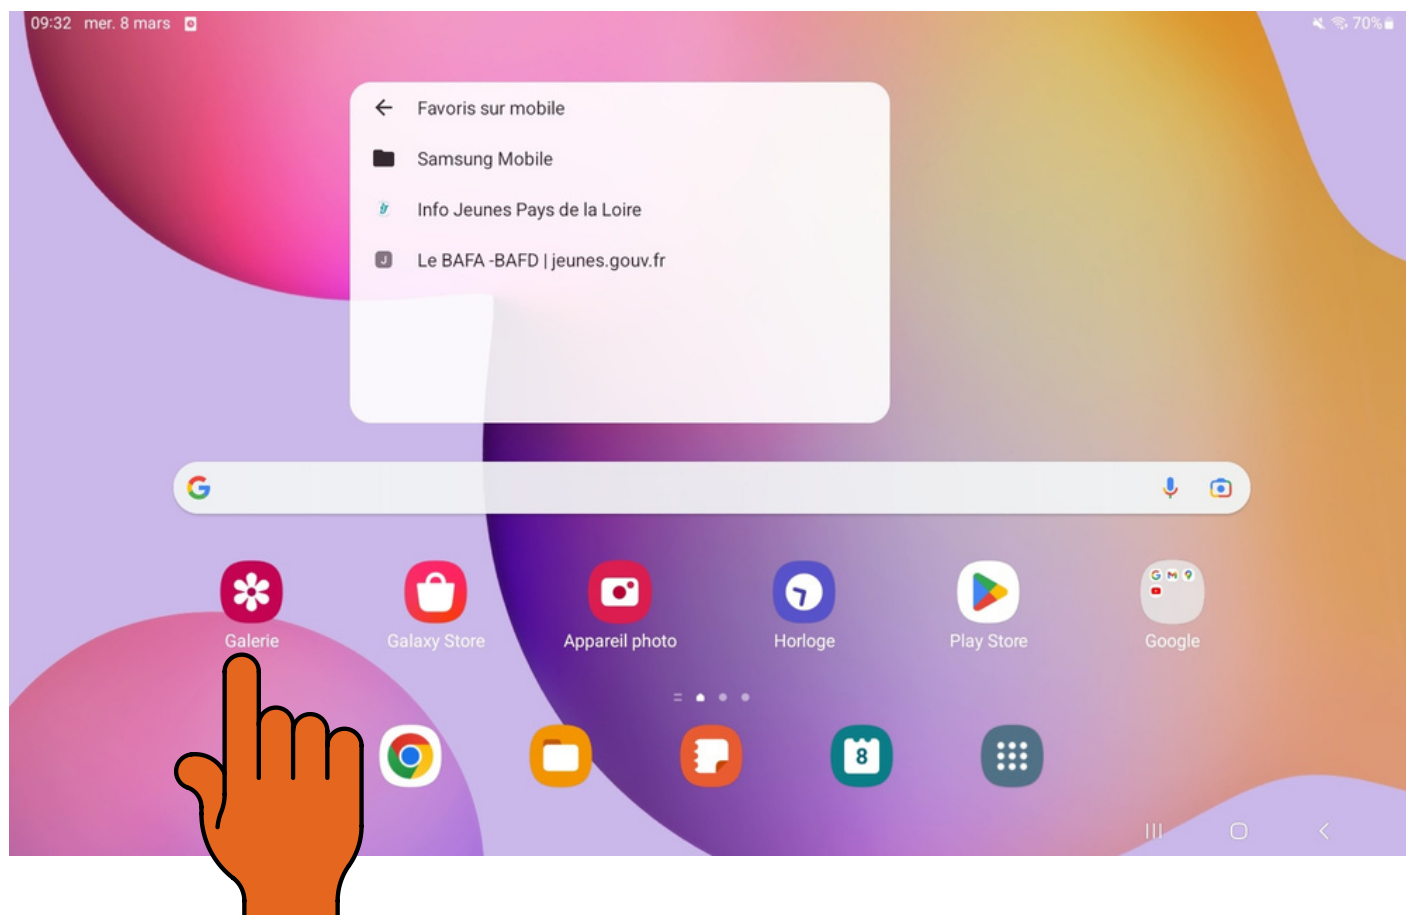 09:32 mer. 8 mars
70%
Favoris sur mobile
Samsung Mobile
Info Jeunes Pays de la Loire
J Le BAFA -BAFD | jeunes.gouv.fr
Galerie
Galaxy Store
Appareil photo
Horloge
Play Store
Google
8